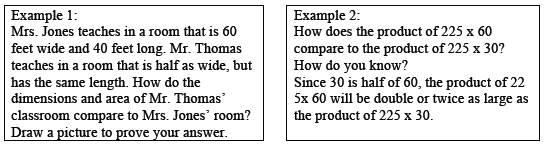 Example 1:
Mrs. Jones teaches in a room that is 60
feet wide and 40 feet long. Mr. Thomas
teaches in a room that is half as wide, but
has the same length. How do the
dimensions and area of Mr. Thomas’
classroom compare to Mrs. Jones’ room?
Draw a picture to prove your answer.
Example 2:
How does the product of 225 x 60
compare to the product of 225 x 30?
How do you know?
Since 30 is half of 60, the product of 22
5x 60 will be double or twice as large as
the product of 225 x 30.